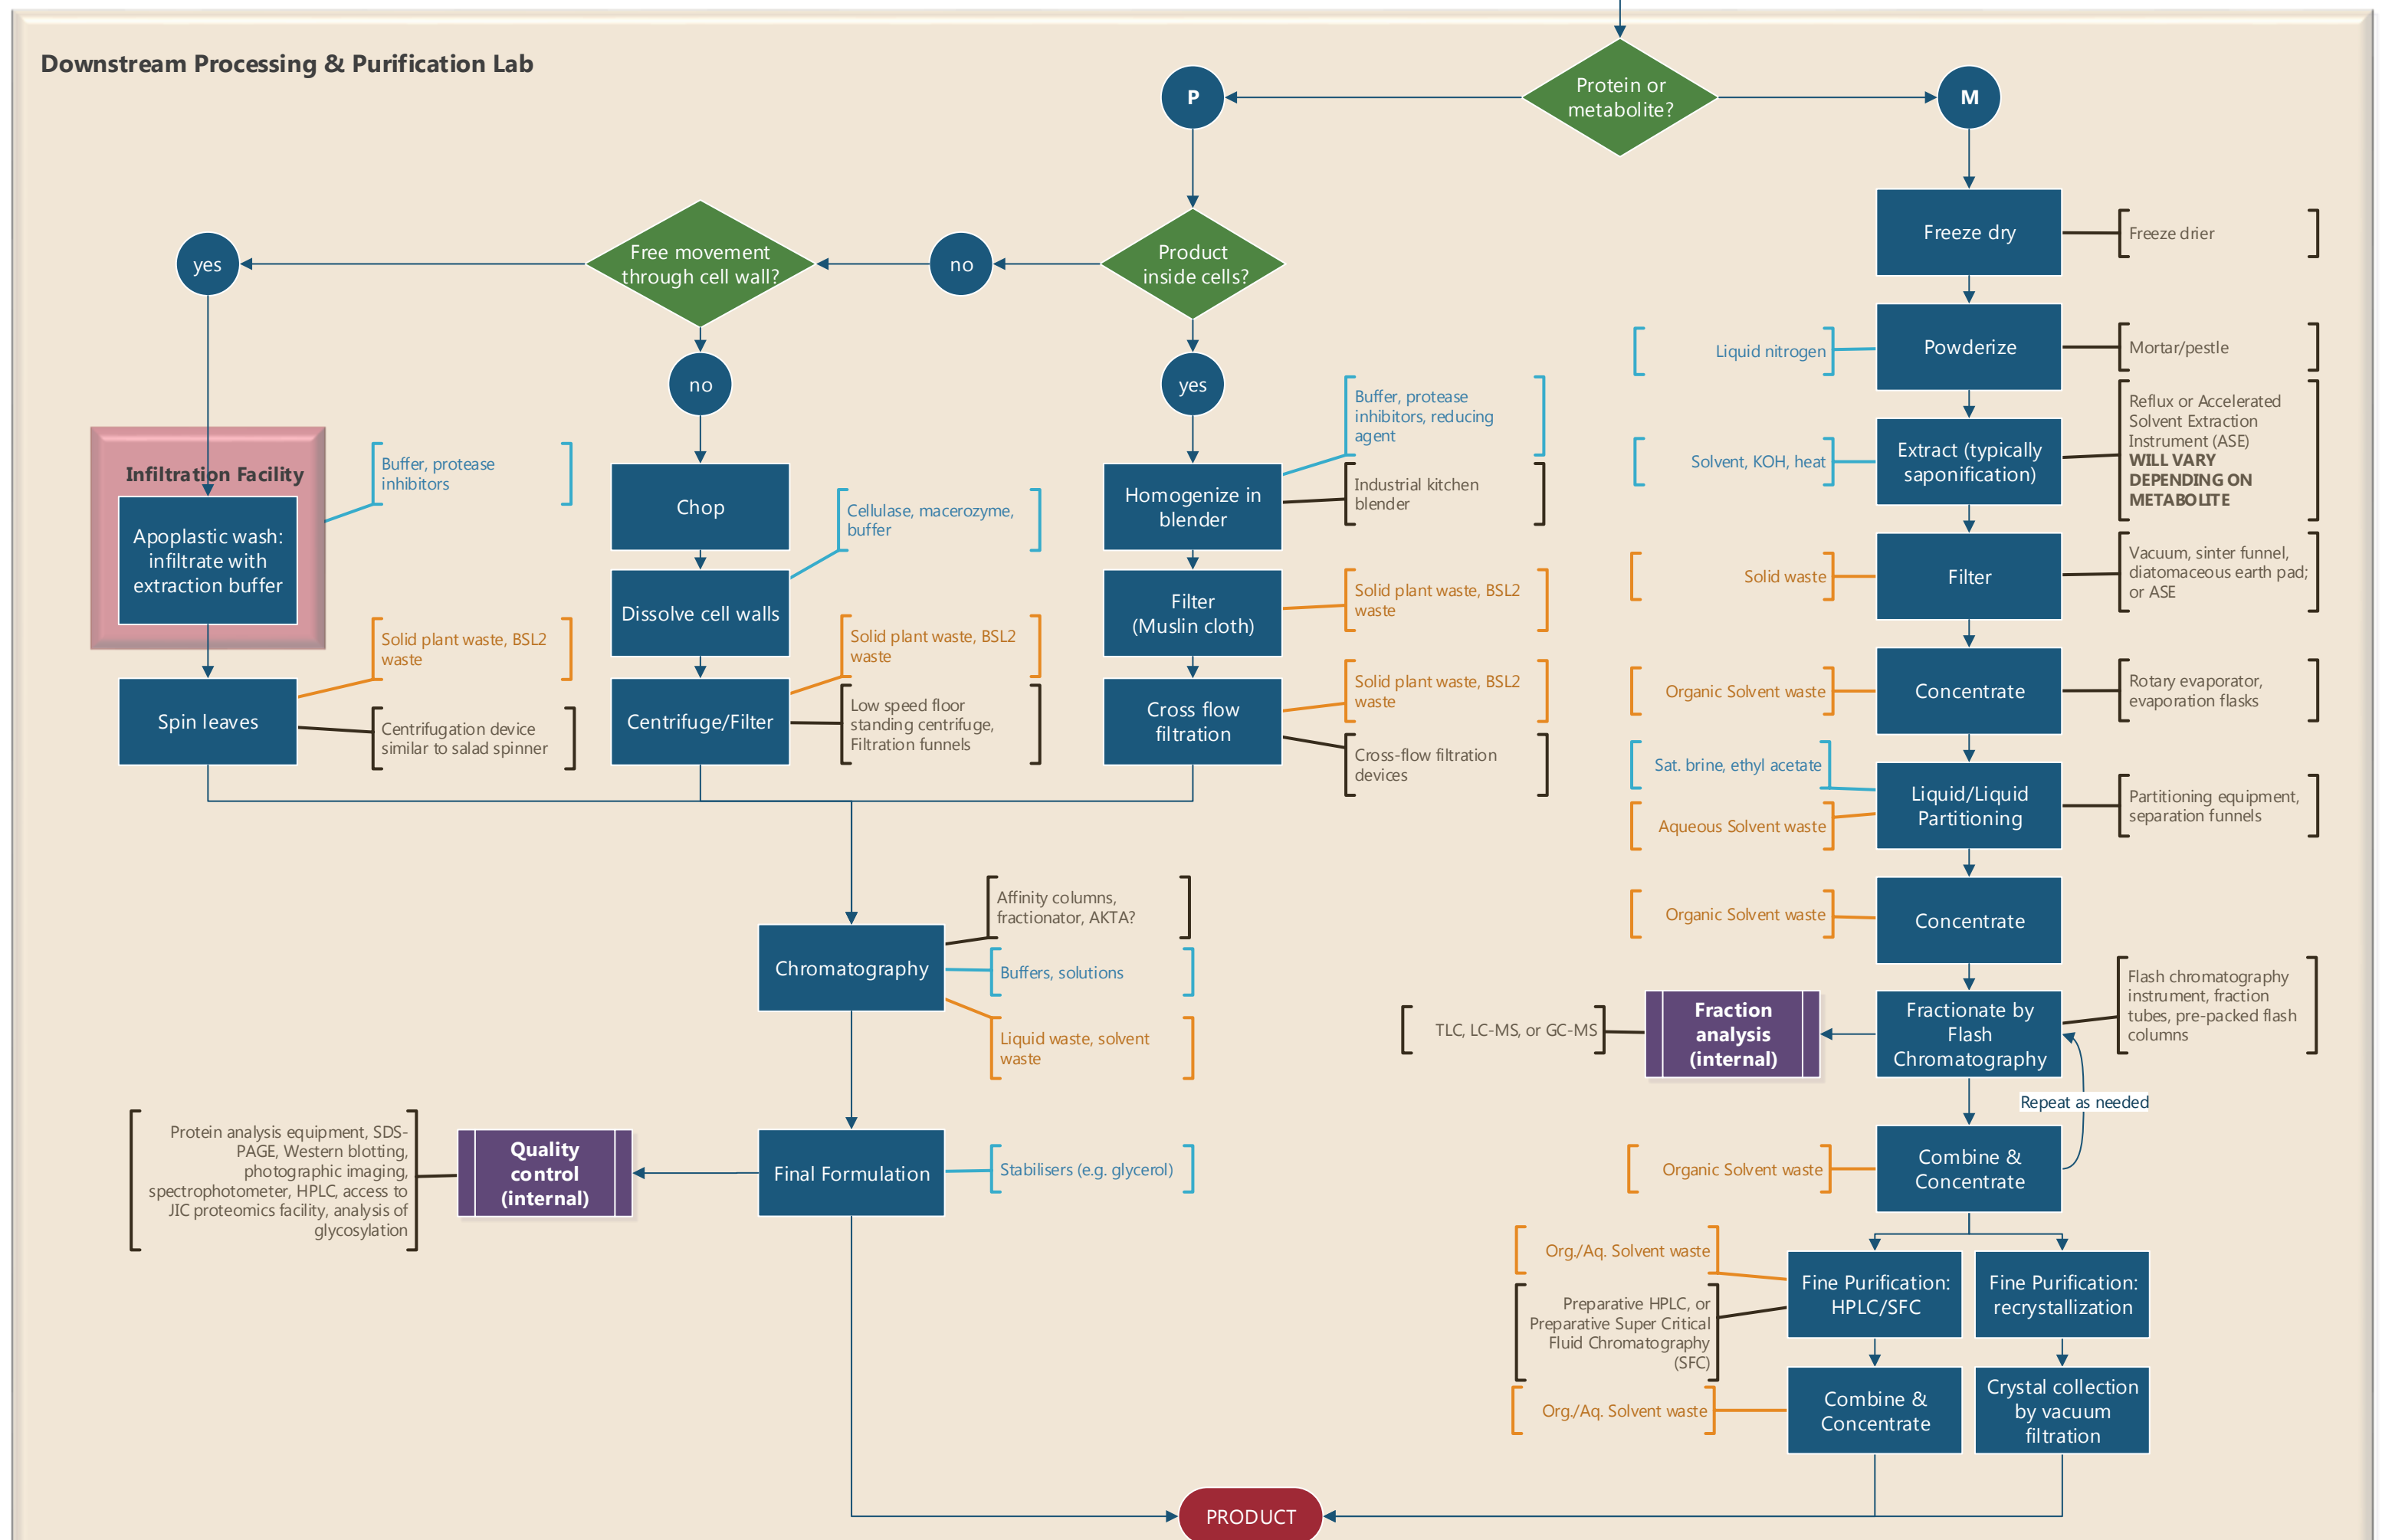 Downstream Processing & Purification Lab
Protein or
metabolite?
P
M
Product
inside cells?
no
Free movement
through cell wall?
yes
no
yes
Infiltration Facility
Apoplastic wash:
infiltrate with
extraction buffer
Buffer, protease
inhibitors
Spin leaves
Solid plant waste, BSL2
waste
Centrifugation device
similar to salad spinner
Chop
Dissolve cell walls
Cellulase, macerozyme,
buffer
Centrifuge/Filter
Solid plant waste, BSL2
waste
Low speed floor
standing centrifuge,
Filtration funnels
Homogenize in
blender
Buffer, protease
inhibitors, reducing
agent
Industrial kitchen
blender
Filter
(Muslin cloth)
Solid plant waste, BSL2
waste
Cross flow
filtration
Solid plant waste, BSL2
waste
Cross-flow filtration
devices
Chromatography
Affinity columns,
fractionator, AKTA?
Buffers, solutions
Liquid waste, solvent
waste
Final Formulation
Stabilisers (e.g. glycerol)
Quality
control
(internal)
Protein analysis equipment, SDS-
PAGE, Western blotting,
photographic imaging,
spectrophotometer, HPLC, access to
JIC proteomics facility, analysis of
glycosylation
Freeze dry
Freeze drier
Powderize
Liquid nitrogen
Mortar/pestle
Extract (typically
saponification)
Solvent, KOH, heat
Reflux or Accelerated
Solvent Extraction
Instrument (ASE)
WILL VARY
DEPENDING ON
METABOLITE
Filter
Solid waste
Vacuum, sinter funnel,
diatomaceous earth pad;
or ASE
Concentrate
Organic Solvent waste
Rotary evaporator,
evaporation flasks
Liquid/Liquid
Partitioning
Sat. brine, ethyl acetate
Aqueous Solvent waste
Partitioning equipment,
separation funnels
Concentrate
Organic Solvent waste
Fractionate by
Flash
Chromatography
Flash chromatography
instrument, fraction
tubes, pre-packed flash
columns
Fraction
analysis
(internal)
TLC, LC-MS, or GC-MS
Repeat as needed
Combine &
Concentrate
Organic Solvent waste
Fine Purification:
HPLC/SFC
Org./Aq. Solvent waste
Preparative HPLC, or
Preparative Super Critical
Fluid Chromatography
(SFC)
Fine Purification:
recrystallization
Combine &
Concentrate
Org./Aq. Solvent waste
Crystal collection
by vacuum
filtration
PRODUCT